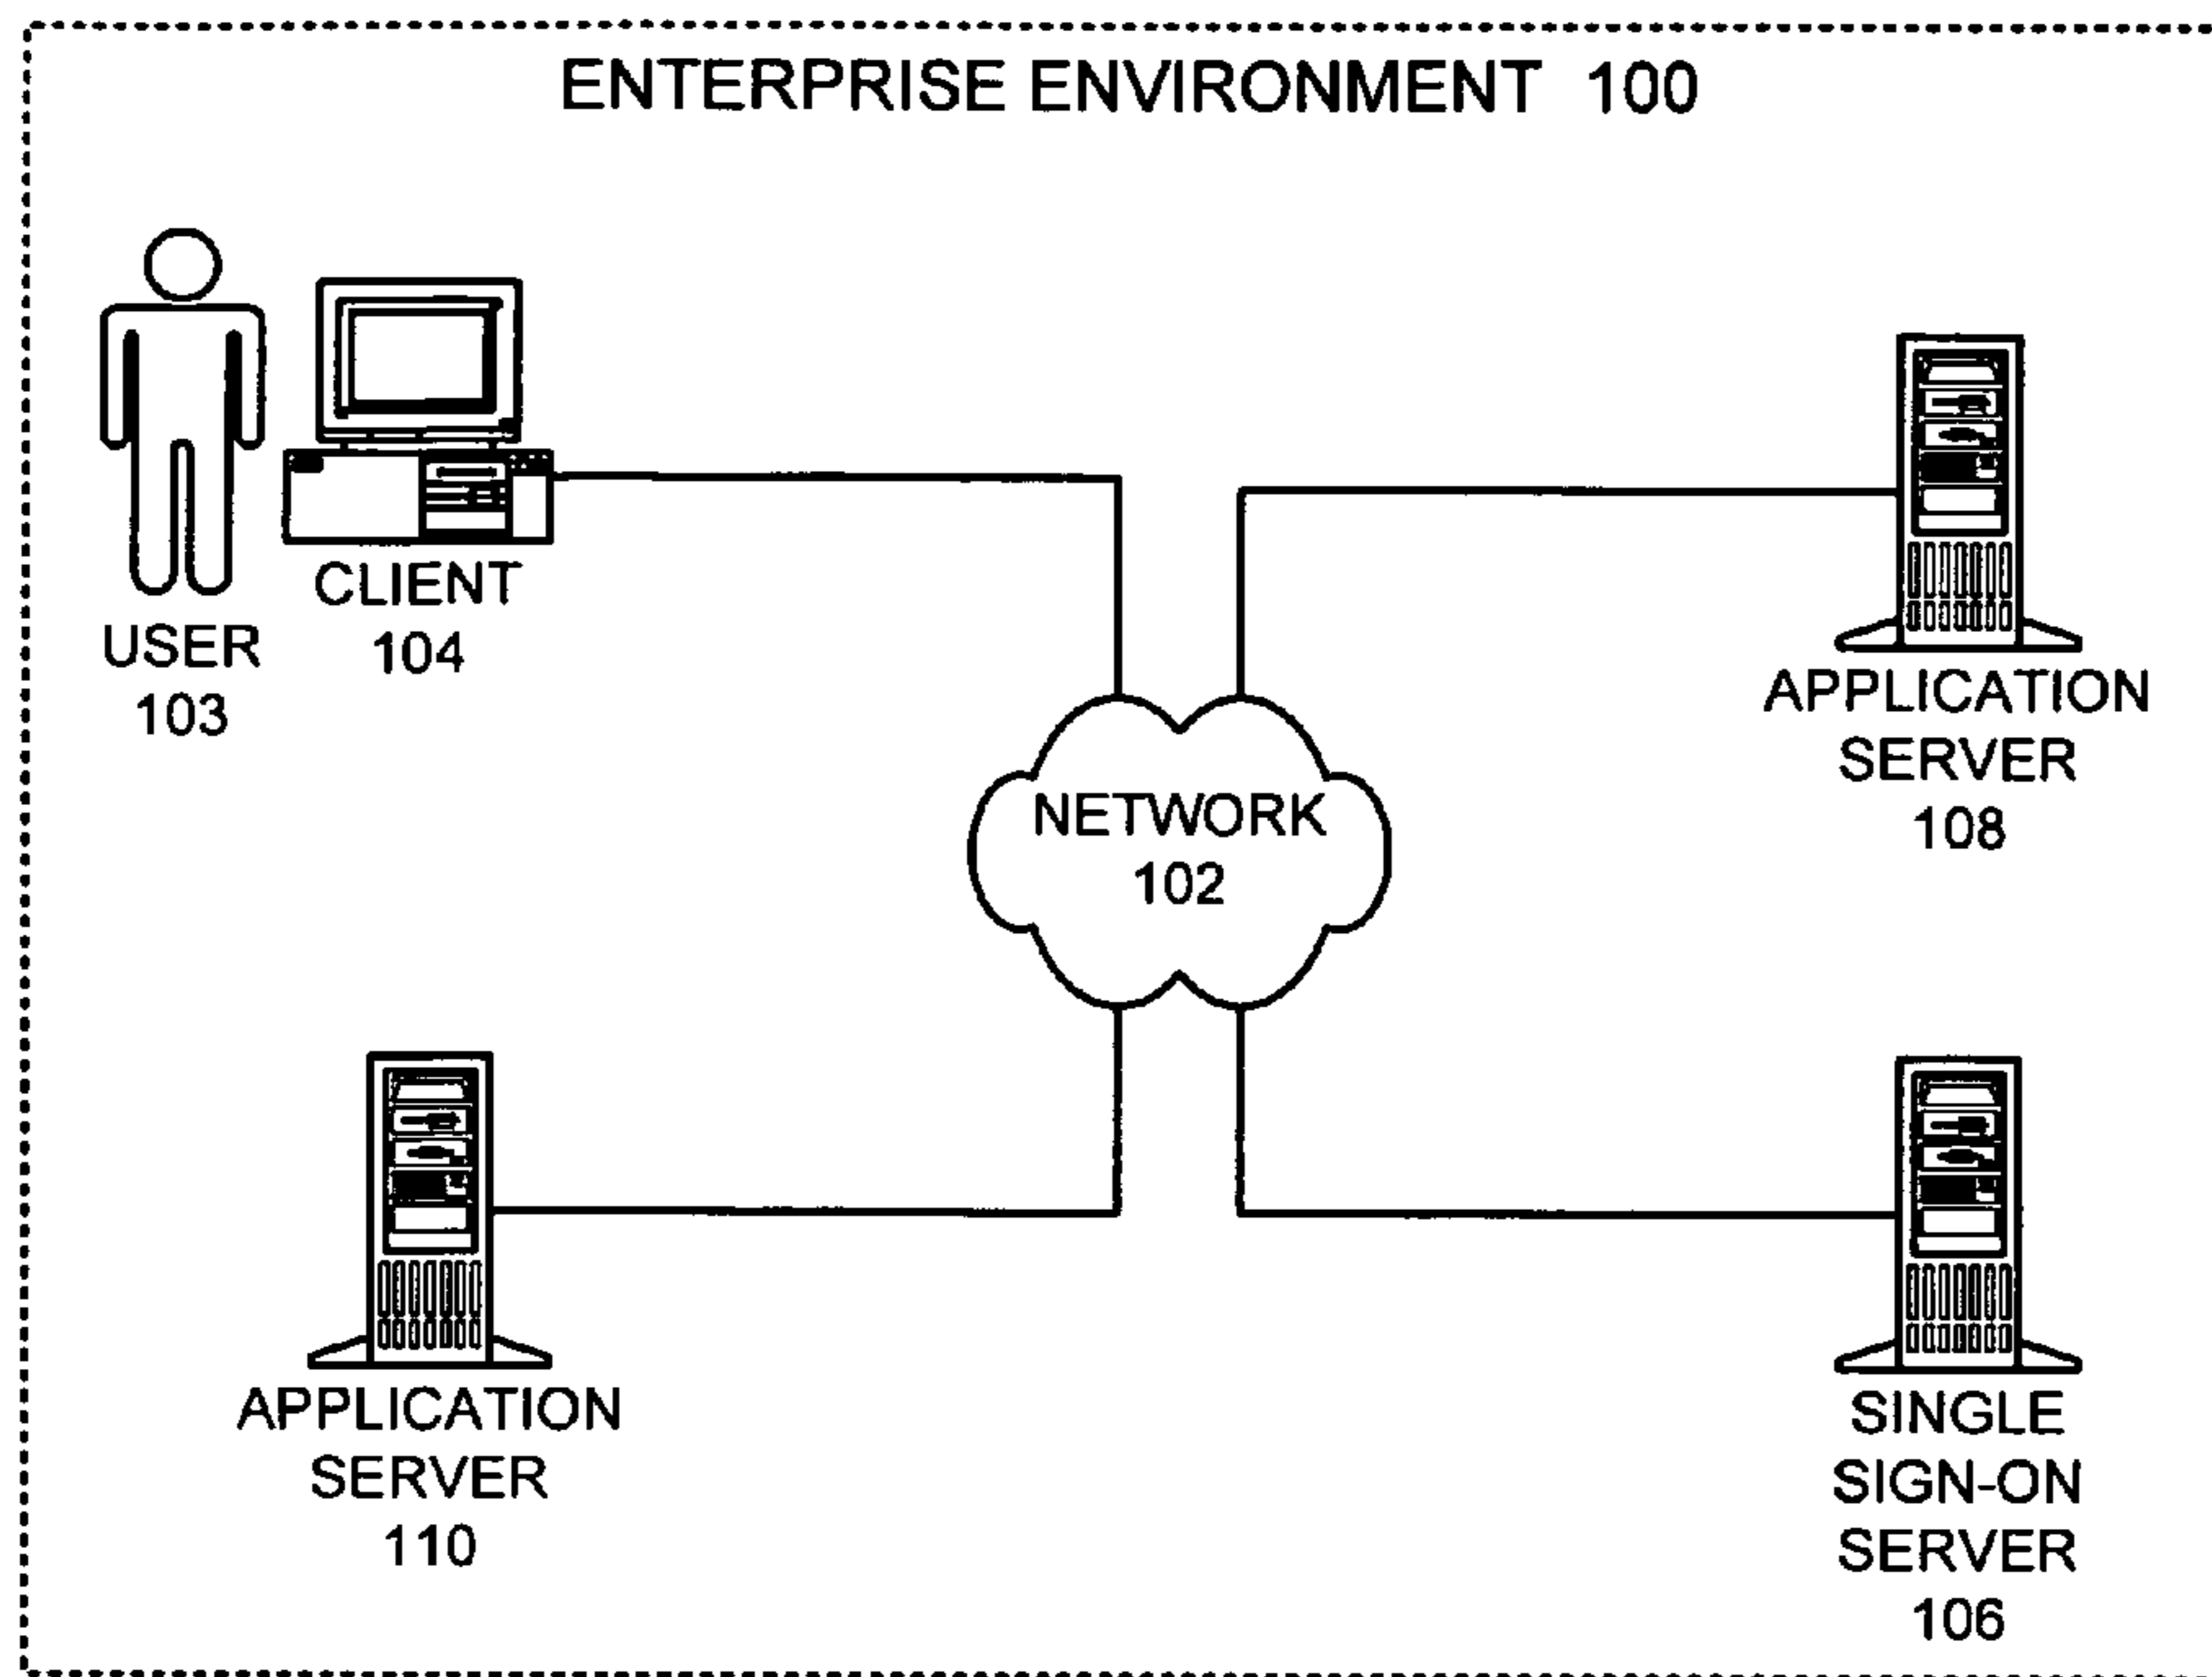 ENTERPRISE ENVIRONMENT 100
CLIENT
104
USER
103
APPLICATION
SERVER
108
NETWORK
102
APPLICATION
SERVER
110
SINGLE
SIGN-ON
SERVER
106